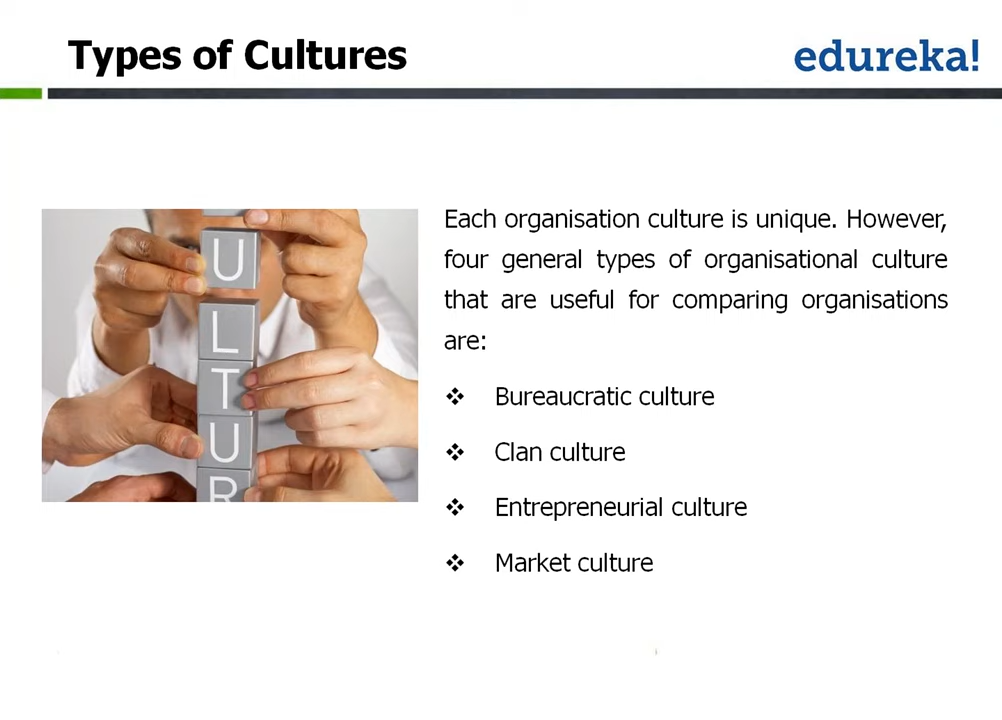 Types of Cultures
edureka!
U
L
T
U
R
Each organisation culture is unique. However,
four general types of organisational culture
that are useful for comparing organisations
are:
❖ Bureaucratic culture
❖ Clan culture
❖ Entrepreneurial culture
❖ Market culture